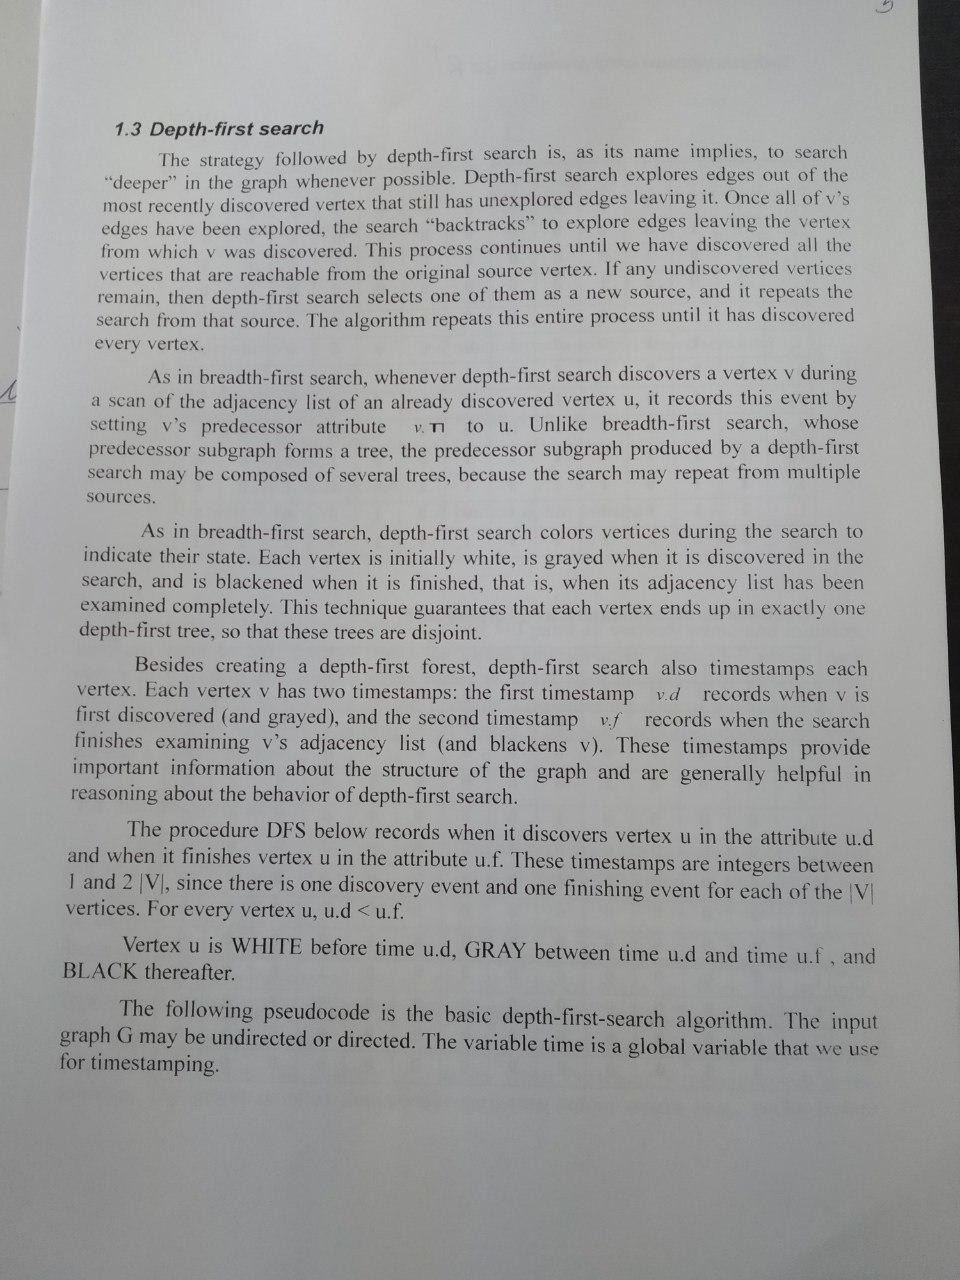 1.3 Depth-first search
The strategy followed by depth-first search is, as its name implies, to search
“deeper” in the graph whenever possible. Depth-first search explores edges out of the
most recently discovered vertex that still has unexplored edges leaving it. Once all of v’s
edges have been explored, the search “backtracks” to explore edges leaving the vertex
from which v was discovered. This process continues until we have discovered all the
vertices that are reachable from the original source vertex. If any undiscovered vertices
remain, then depth-first search selects one of them as a new source, and it repeats the
search from that source. The algorithm repeats this entire process until it has discovered
every vertex.
As in breadth-first search, whenever depth-first search discovers a vertex v during
a scan of the adjacency list of an already discovered vertex u, it records this event by
setting v’s predecessor attribute v. π to u. Unlike breadth-first search, whose
predecessor subgraph forms a tree, the predecessor subgraph produced by a depth-first
search may be composed of several trees, because the search may repeat from multiple
sources.
As in breadth-first search, depth-first search colors vertices during the search to
indicate their state. Each vertex is initially white, is grayed when it is discovered in the
search, and is blackened when it is finished, that is, when its adjacency list has been
examined completely. This technique guarantees that each vertex ends up in exactly one
depth-first tree, so that these trees are disjoint.
Besides creating a depth-first forest, depth-first search also timestamps each
vertex. Each vertex v has two timestamps: the first timestamp v.d records when v is
first discovered (and grayed), and the second timestamp v.f records when the search
finishes examining v’s adjacency list (and blackens v). These timestamps provide
important information about the structure of the graph and are generally helpful in
reasoning about the behavior of depth-first search.
The procedure DFS below records when it discovers vertex u in the attribute u.d
and when it finishes vertex u in the attribute u.f. These timestamps are integers between
1 and 2 |V|, since there is one discovery event and one finishing event for each of the |V|
vertices. For every vertex u, u.d < u.f.
Vertex u is WHITE before time u.d, GRAY between time u.d and time u.f , and
BLACK thereafter.
The following pseudocode is the basic depth-first-search algorithm. The input
graph G may be undirected or directed. The variable time is a global variable that we use
for timestamping.